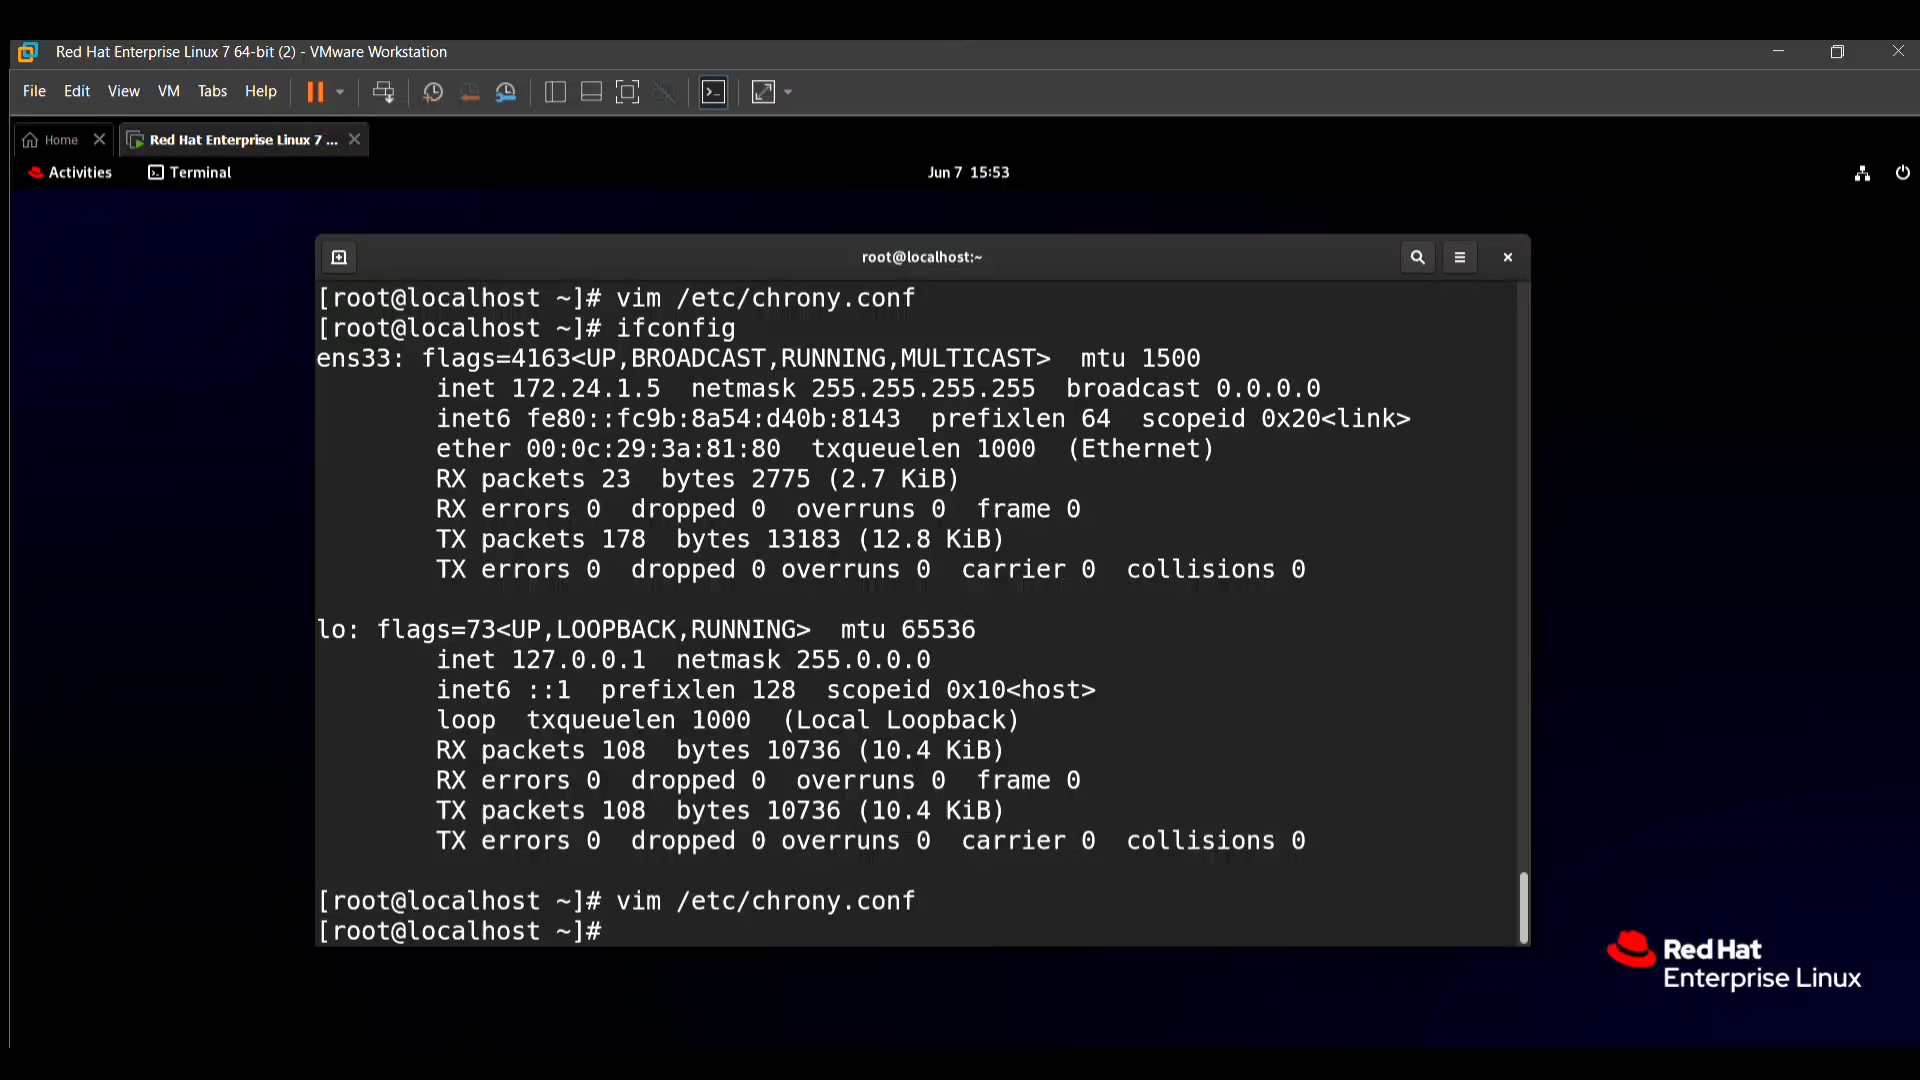 Red Hat Enterprise Linux 7 64-bit (2) - VMware Workstation
File Edit View VM Tabs Help
Home Red Hat Enterprise Linux 7 ...
Activities Terminal Jun 7 15:53
root@localhost:~
[root@localhost ~]# vim /etc/chrony.conf
[root@localhost ~]# ifconfig
ens33: flags=4163<UP,BROADCAST,RUNNING,MULTICAST>  mtu 1500
        inet 172.24.1.5  netmask 255.255.255.255  broadcast 0.0.0.0
        inet6 fe80::fc9b:8a54:d40b:8143  prefixlen 64  scopeid 0x20<link>
        ether 00:0c:29:3a:81:80  txqueuelen 1000  (Ethernet)
        RX packets 23  bytes 2775 (2.7 KiB)
        RX errors 0  dropped 0  overruns 0  frame 0
        TX packets 178  bytes 13183 (12.8 KiB)
        TX errors 0  dropped 0 overruns 0  carrier 0  collisions 0
lo: flags=73<UP,LOOPBACK,RUNNING>  mtu 65536
        inet 127.0.0.1  netmask 255.0.0.0
        inet6 ::1  prefixlen 128  scopeid 0x10<host>
        loop  txqueuelen 1000  (Local Loopback)
        RX packets 108  bytes 10736 (10.4 KiB)
        RX errors 0  dropped 0  overruns 0  frame 0
        TX packets 108  bytes 10736 (10.4 KiB)
        TX errors 0  dropped 0 overruns 0  carrier 0  collisions 0
[root@localhost ~]# vim /etc/chrony.conf
[root@localhost ~]#
Red Hat
Enterprise Linux